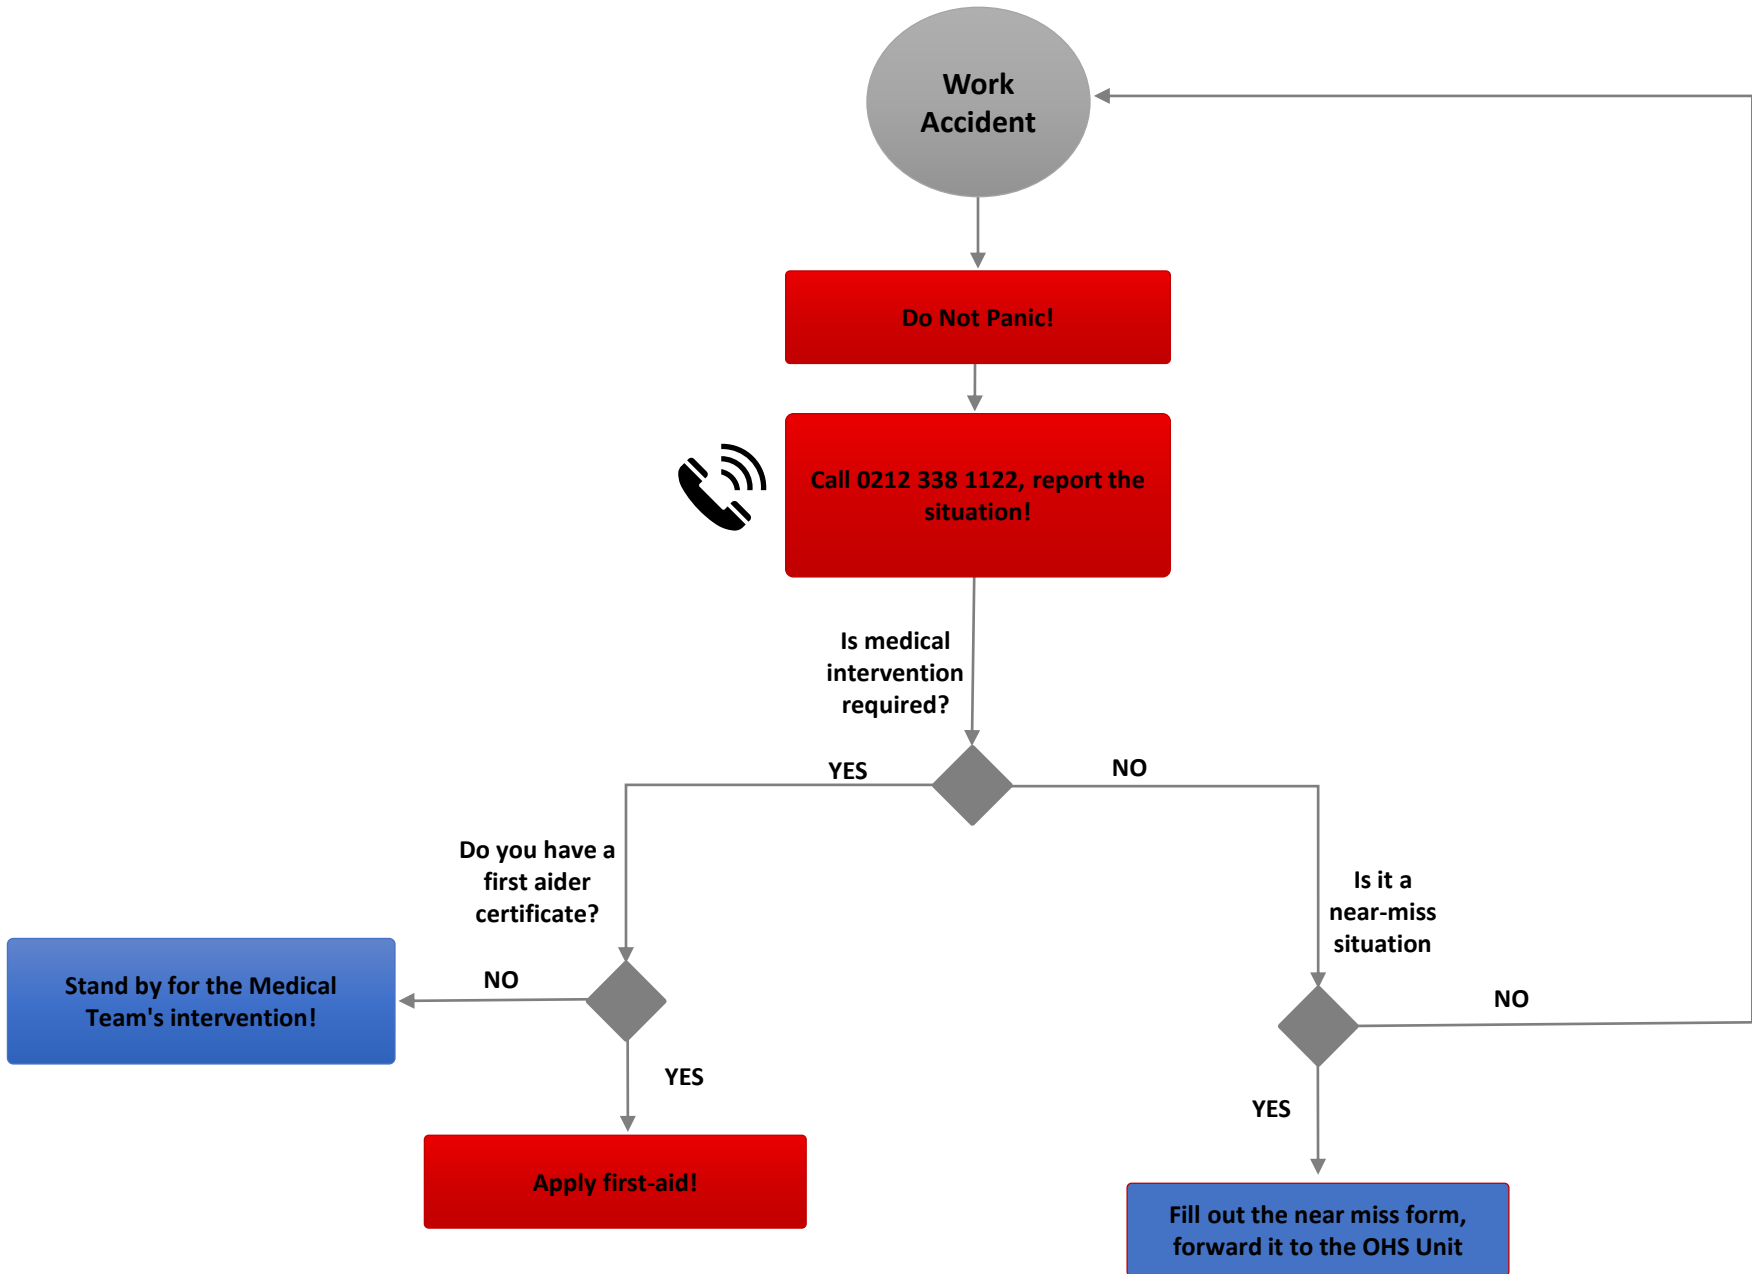 Work
Accident
Do Not Panic!
Call 0212 338 1122, report the
situation!
Is medical
intervention
required?
YES
NO
Do you have a
first aider
certificate?
Is it a
near-miss
situation
Stand by for the Medical
Team's intervention!
NO
NO
YES
YES
Apply first-aid!
Fill out the near miss form,
forward it to the OHS Unit